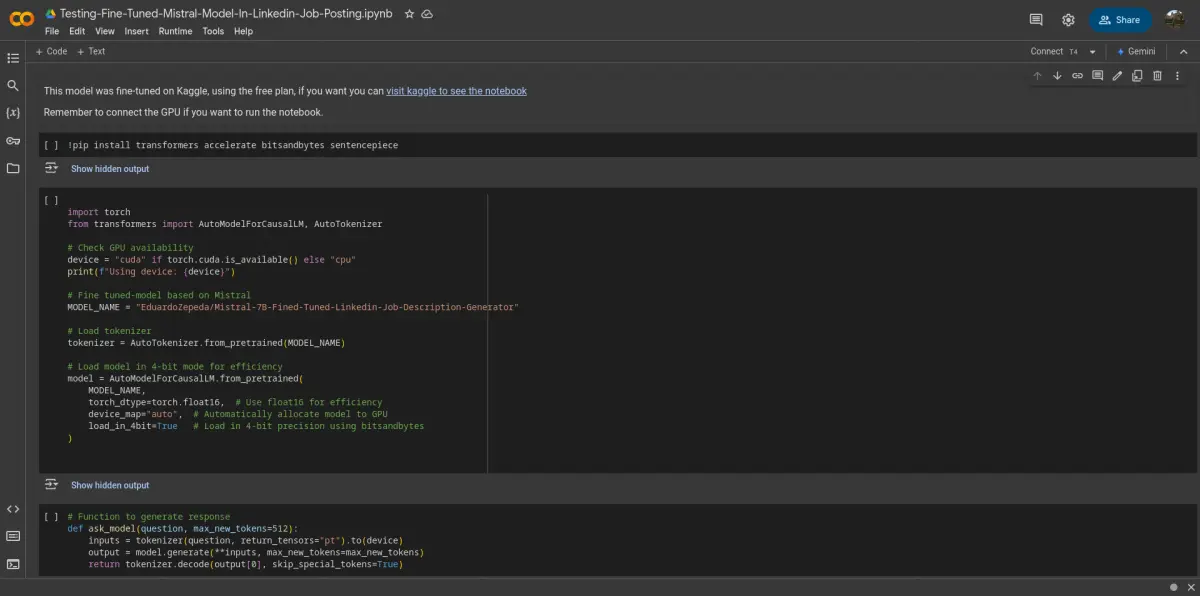 Testing-Fine-Tuned-Mistral-Model-In-Linkedin-Job-Posting.ipynb
File Edit View Insert Runtime Tools Help
Share
+ Code + Text
Connect T4
Gemini
This model was fine-tuned on Kaggle, using the free plan, if you want you can visit kaggle to see the notebook
Remember to connect the GPU if you want to run the notebook.
[ ] !pip install transformers accelerate bitsandbytes sentencepiece
Show hidden output
[ ]
import torch
from transformers import AutoModelForCausalLM, AutoTokenizer
# Check GPU availability
device = "cuda" if torch.cuda.is_available() else "cpu"
print(f"Using device: {device}")
# Fine tuned-model based on Mistral
MODEL_NAME = "EduardoZepeda/Mistral-7B-Fined-Tuned-Linkedin-Job-Description-Generator"
# Load tokenizer
tokenizer = AutoTokenizer.from_pretrained(MODEL_NAME)
# Load model in 4-bit mode for efficiency
model = AutoModelForCausalLM.from_pretrained(
MODEL_NAME,
torch_dtype=torch.float16, # Use float16 for efficiency
device_map="auto", # Automatically allocate model to GPU
load_in_4bit=True # Load in 4-bit precision using bitsandbytes
)
Show hidden output
[ ] # Function to generate response
def ask_model(question, max_new_tokens=512):
inputs = tokenizer(question, return_tensors="pt").to(device)
output = model.generate(**inputs, max_new_tokens=max_new_tokens)
return tokenizer.decode(output[0], skip_special_tokens=True)